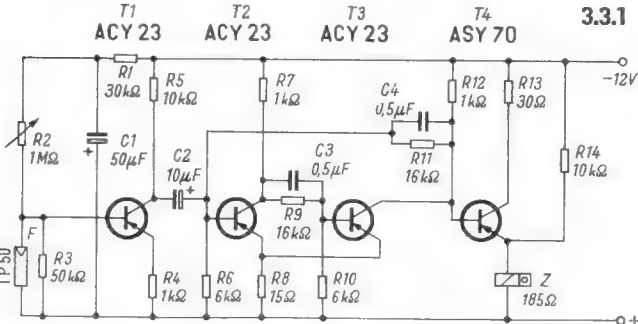 3.3.1
T1
ACY 23
T2
ACY 23
T3
ACY 23
T4
ASY 70
−12V
R1
30kΩ
R5
10kΩ
R7
1kΩ
C4
0,5µF
R12
1kΩ
R13
30Ω
R2
1MΩ
C1
50µF
+
C2
10µF
+
C3
0,5µF
R11
16kΩ
R14
10kΩ
R9
16kΩ
F
TP50
R3
50kΩ
R4
1kΩ
R6
6kΩ
R8
15Ω
R10
6kΩ
Z
185Ω
+